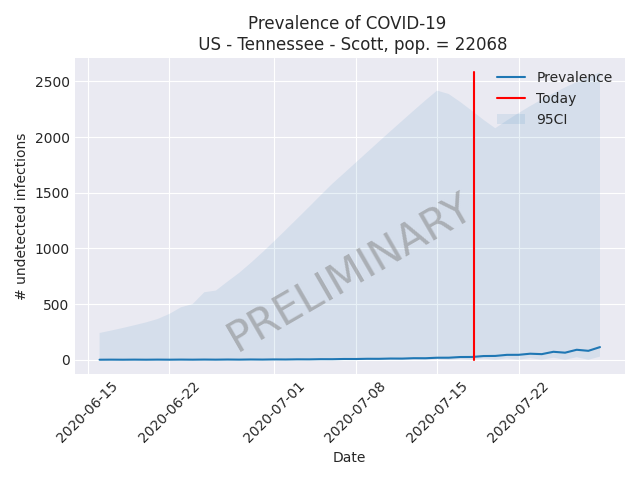 Prevalence of COVID-19
US - Tennessee - Scott, pop. = 22068
Prevalence
Today
95CI
2500
2000
1500
1000
500
0
# undetected infections
PRELIMINARY
2020-06-15
2020-06-22
2020-07-01
2020-07-08
2020-07-15
2020-07-22
Date